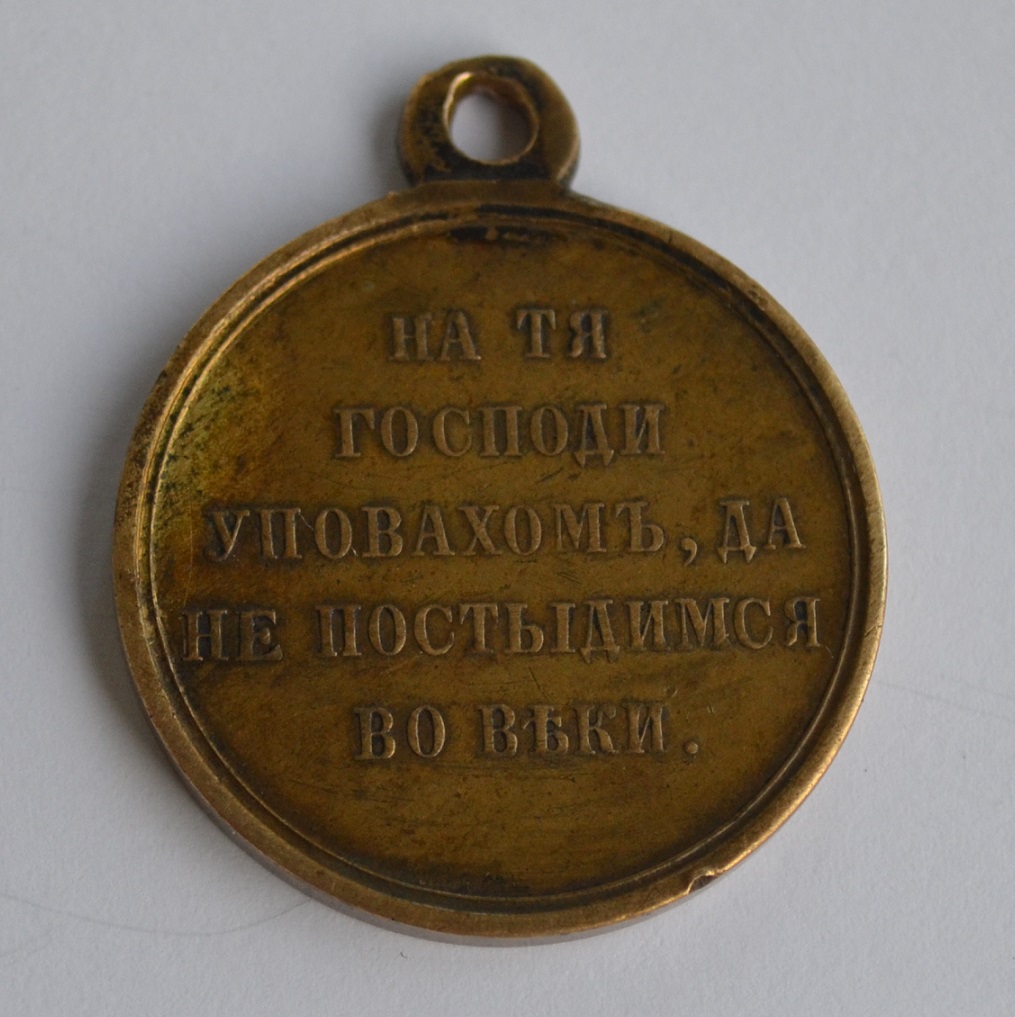 НА ТЯ
ГОСПОДИ
УПОВАХОМЪ, ДА
НЕ ПОСТЫДИМСЯ
ВО ВѢКИ.